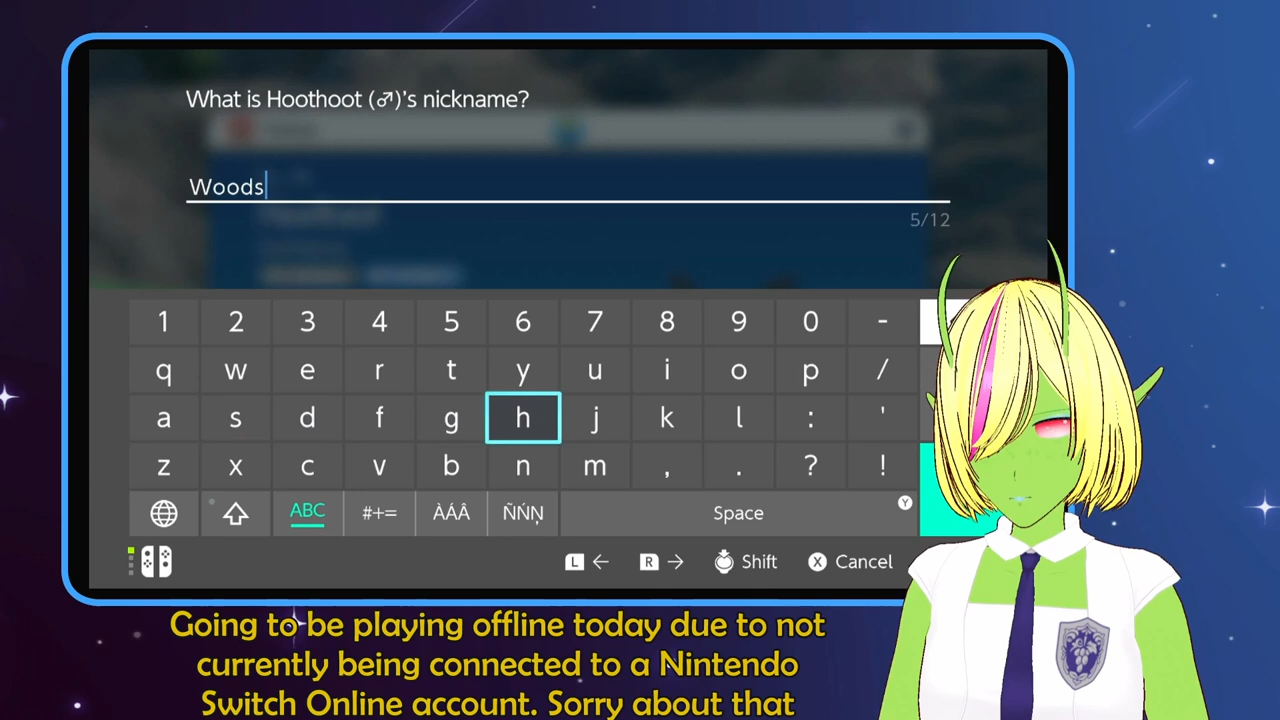 What is Hoothoot (♂)'s nickname?
Woods
5/12
1 2 3 4 5 6 7 8 9 0 -
q w e r t y u i o p /
a s d f g h j k l : '
z x c v b n m , . ? !
ABC #+= ÀÁÂ ÑŃŅ Space Y
L ← R → Shift X Cancel
Going to be playing offline today due to not
currently being connected to a Nintendo
Switch Online account. Sorry about that